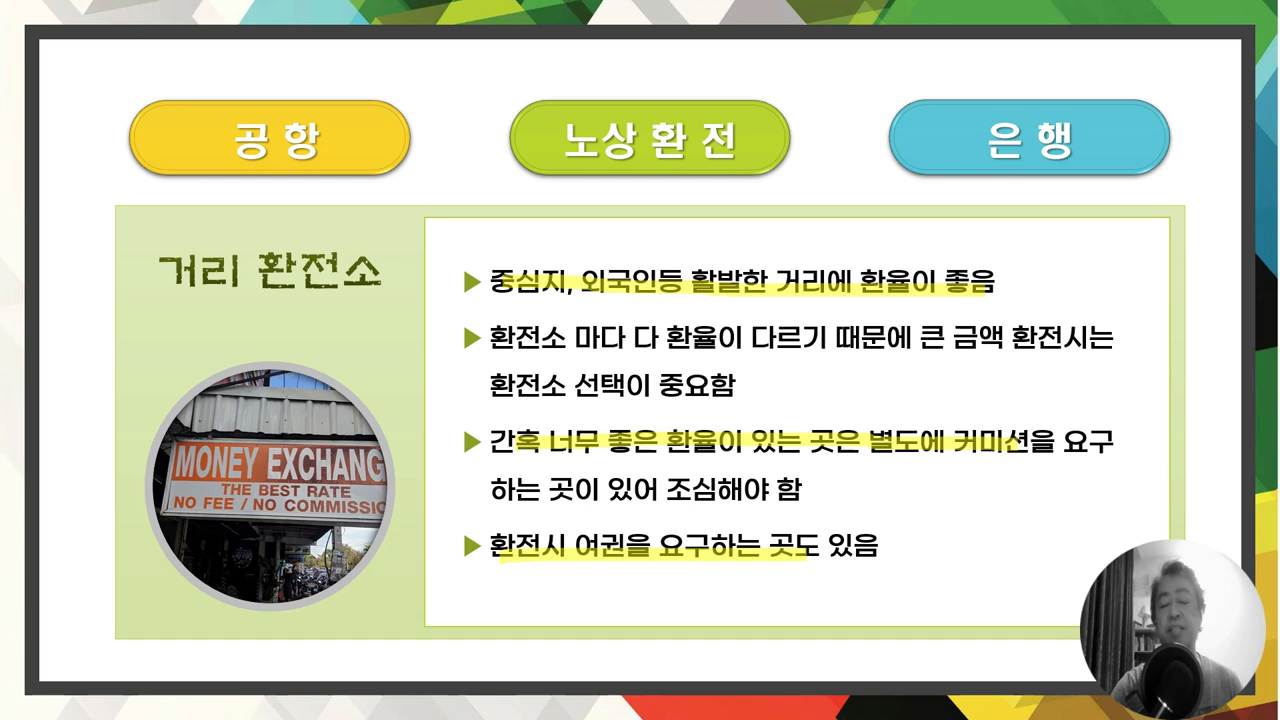 공 항
노상 환 전
은 행
거리 환전소
MONEY EXCHANG
THE BEST RATE
NO FEE / NO COMMISSIO
▶ 중심지, 외국인등 활발한 거리에 환율이 좋음
▶ 환전소 마다 다 환율이 다르기 때문에 큰 금액 환전시는
환전소 선택이 중요함
▶ 간혹 너무 좋은 환율이 있는 곳은 별도에 커미션을 요구
하는 곳이 있어 조심해야 함
▶ 환전시 여권을 요구하는 곳도 있음